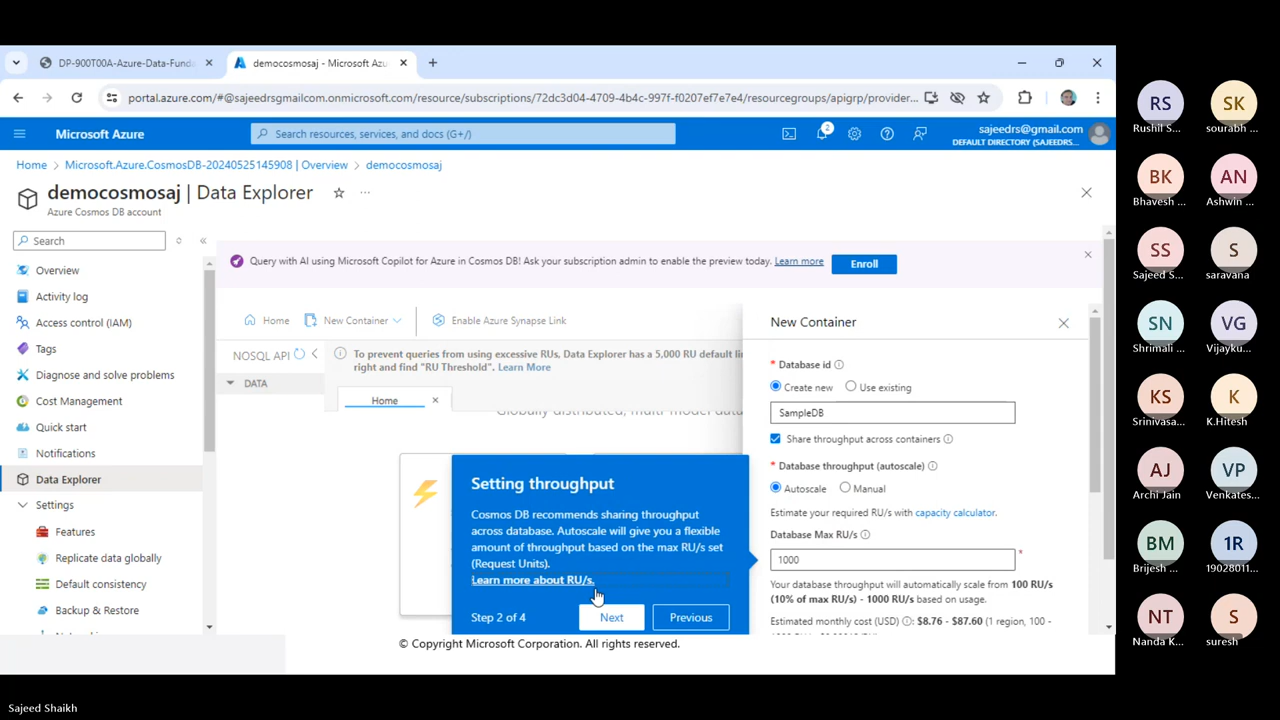 DP-900T00A-Azure-Data-Funda
democosmosaj - Microsoft Azu
portal.azure.com/#@sajeedrsgmailcom.onmicrosoft.com/resource/subscriptions/72dc3d04-4709-4b4c-997f-f0207ef7e7e4/resourcegroups/apigrp/provider...
Microsoft Azure
Search resources, services, and docs (G+/)
2
sajeedrs@gmail.com
DEFAULT DIRECTORY (SAJEEDRS...
Home > Microsoft.Azure.CosmosDB-20240525145908 | Overview > democosmosaj
democosmosaj | Data Explorer
Azure Cosmos DB account
Search
Overview
Activity log
Access control (IAM)
Tags
Diagnose and solve problems
Cost Management
Quick start
Notifications
Data Explorer
Settings
Features
Replicate data globally
Default consistency
Backup & Restore
Query with AI using Microsoft Copilot for Azure in Cosmos DB! Ask your subscription admin to enable the preview today. Learn more
Enroll
Home
New Container
Enable Azure Synapse Link
NOSQL API
DATA
To prevent queries from using excessive RUs, Data Explorer has a 5,000 RU default lin
right and find "RU Threshold". Learn More
Home
Globally distributed, multi-model data
Setting throughput
Cosmos DB recommends sharing throughput
across database. Autoscale will give you a flexible
amount of throughput based on the max RU/s set
(Request Units).
Learn more about RU/s.
Step 2 of 4
Next
Previous
New Container
* Database id
Create new
Use existing
SampleDB
Share throughput across containers
* Database throughput (autoscale)
Autoscale
Manual
Estimate your required RU/s with capacity calculator.
Database Max RU/s
1000
*
Your database throughput will automatically scale from 100 RU/s
(10% of max RU/s) - 1000 RU/s based on usage.
Estimated monthly cost (USD) : $8.76 - $87.60 (1 region, 100 -
© Copyright Microsoft Corporation. All rights reserved.
RS
Rushil S...
SK
sourabh ...
BK
Bhavesh ...
AN
Ashwin ...
SS
Sajeed S...
S
saravana
SN
Shrimali ...
VG
Vijayku...
KS
Srinivasa...
K
K.Hitesh
AJ
Archi Jain
VP
Venkates...
BM
Brijesh ...
1R
19028011...
NT
Nanda K...
S
suresh
Sajeed Shaikh